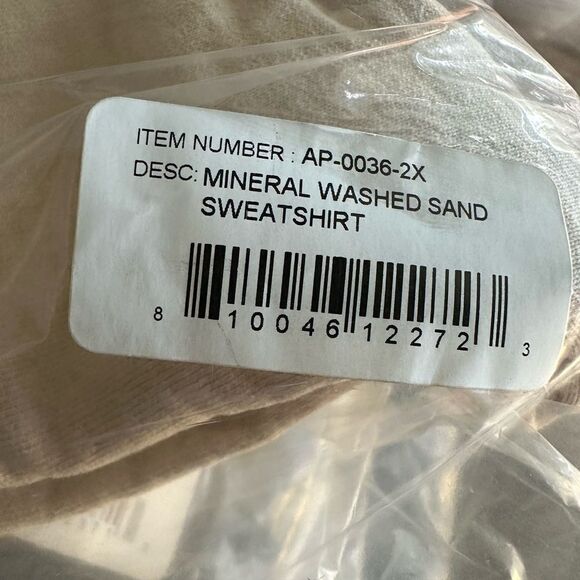 ITEM NUMBER : AP-0036-2X
DESC: MINERAL WASHED SAND
SWEATSHIRT
8 10046 12272 3